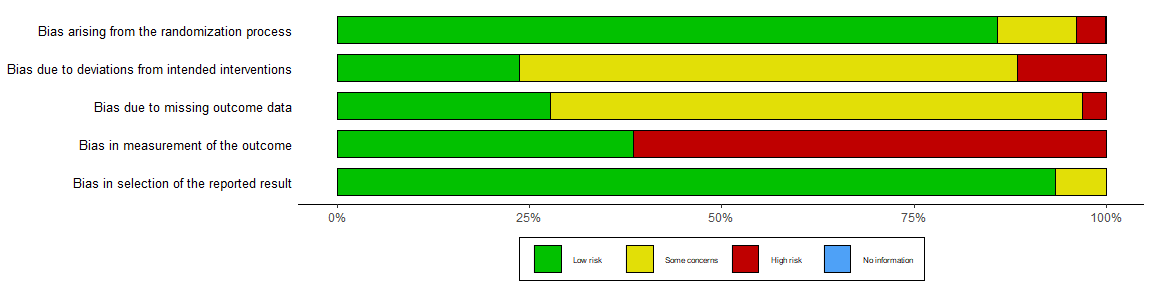 Bias arising from the randomization process
Bias due to deviations from intended interventions
Bias due to missing outcome data
Bias in measurement of the outcome
Bias in selection of the reported result
0% 25% 50% 75% 100%
Low risk Some concerns High risk No information